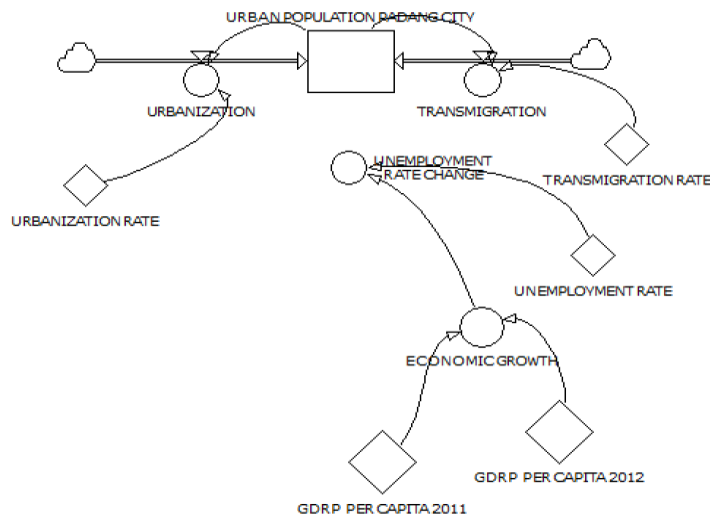 URBAN POPULATION PADANG CITY
URBANIZATION
TRANSMIGRATION
UNEMPLOYMENT
RATE CHANGE
TRANSMIGRATION RATE
URBANIZATION RATE
UNEMPLOYMENT RATE
ECONOMIC GROWTH
GDRP PER CAPITA 2012
GDRP PER CAPITA 2011